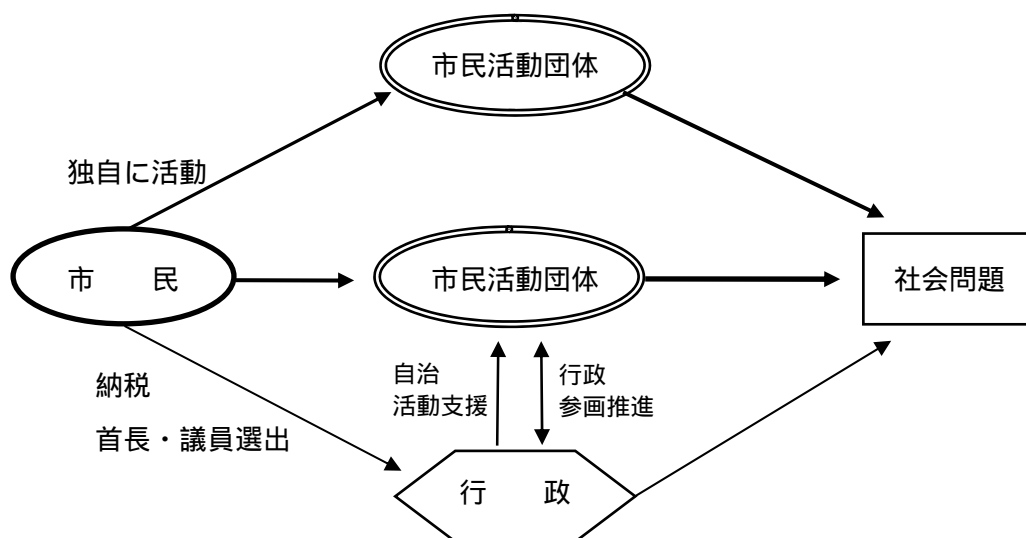 市民活動団体
独自に活動
市　　民
市民活動団体
社会問題
納税
首長・議員選出
自治
活動支援
行政
参画推進
行　　政